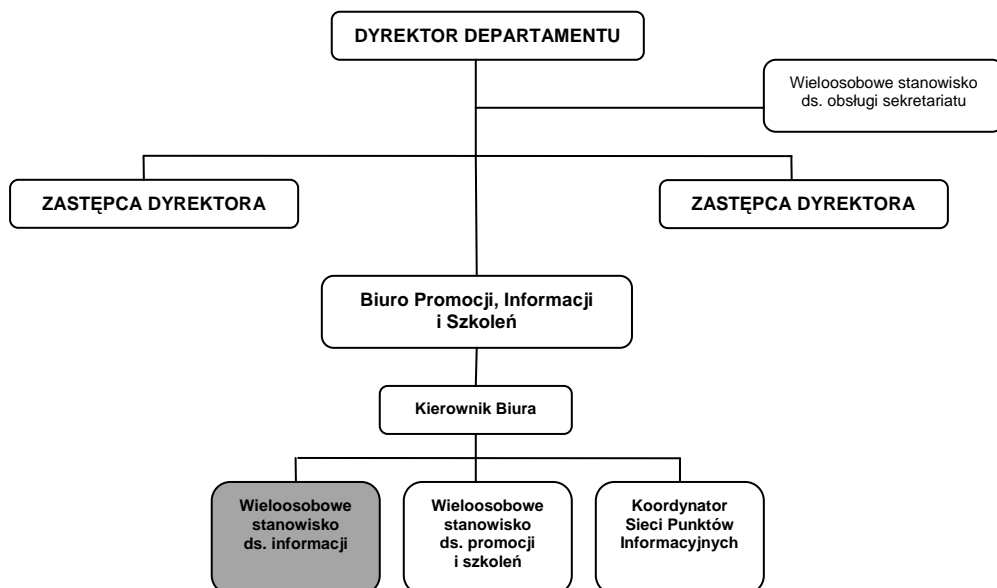 DYREKTOR DEPARTAMENTU
Wieloosobowe stanowisko
ds. obsługi sekretariatu
ZASTĘPCA DYREKTORA
ZASTĘPCA DYREKTORA
Biuro Promocji, Informacji
i Szkoleń
Kierownik Biura
Wieloosobowe
stanowisko
ds. informacji
Wieloosobowe
stanowisko
ds. promocji
i szkoleń
Koordynator
Sieci Punktów
Informacyjnych